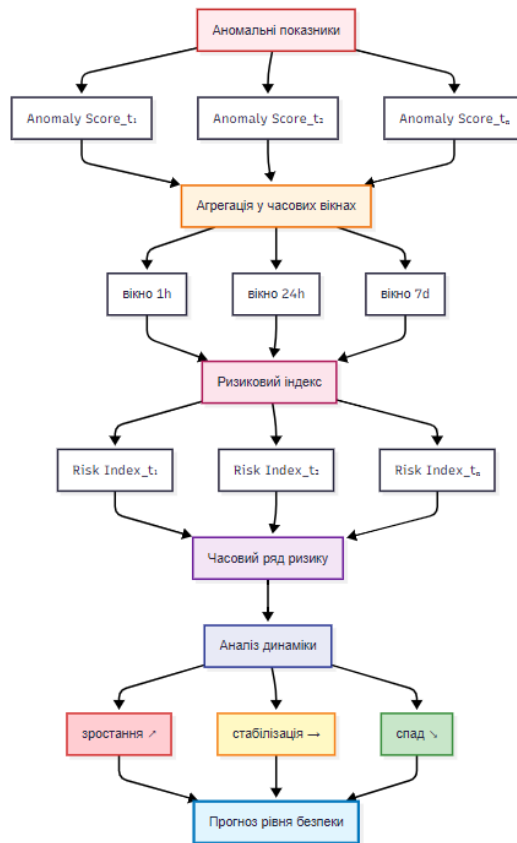 Аномальні показники
Anomaly Score_t₁
Anomaly Score_t₂
Anomaly Score_tₙ
Агрегація у часових вікнах
вікно 1h
вікно 24h
вікно 7d
Ризиковий індекс
Risk Index_t₁
Risk Index_t₂
Risk Index_tₙ
Часовий ряд ризику
Аналіз динаміки
зростання ↗
стабілізація →
спад ↘
Прогноз рівня безпеки